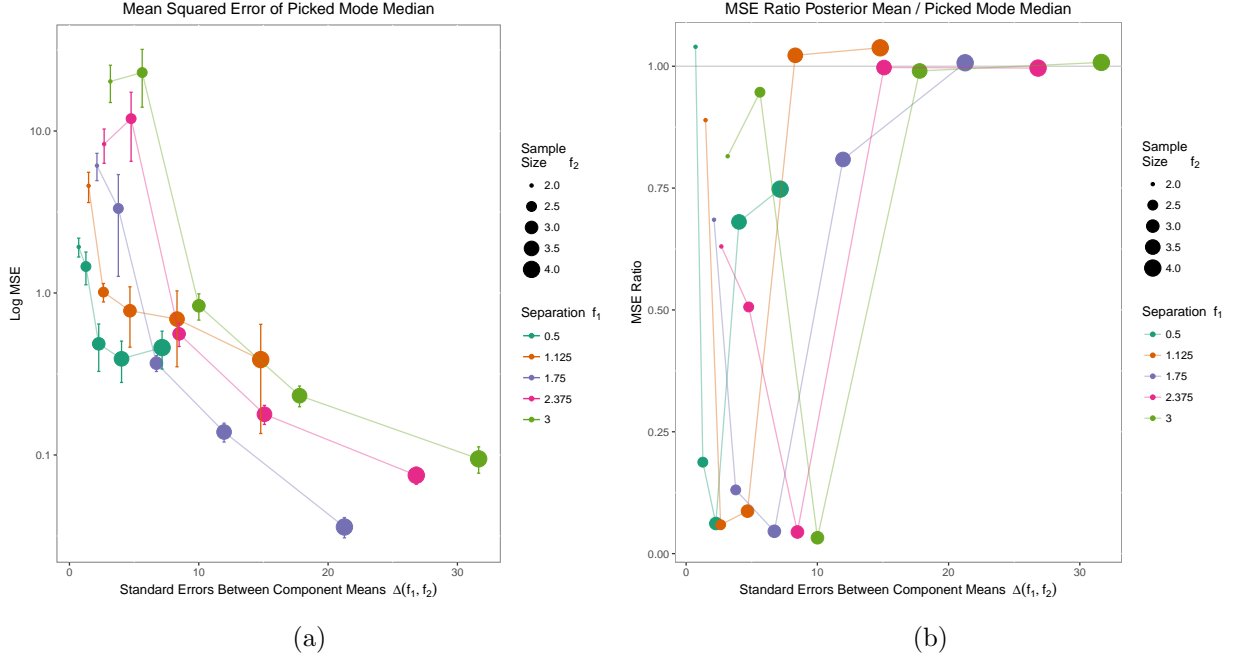 Mean Squared Error of Picked Mode Median
Log MSE
10.0
1.0
0.1
0
10
20
30
Standard Errors Between Component Means Δ(f1, f2)
Sample
Size f2
2.0
2.5
3.0
3.5
4.0
Separation f1
0.5
1.125
1.75
2.375
3
(a)
MSE Ratio Posterior Mean / Picked Mode Median
MSE Ratio
1.00
0.75
0.50
0.25
0.00
0
10
20
30
Standard Errors Between Component Means Δ(f1, f2)
Sample
Size f2
2.0
2.5
3.0
3.5
4.0
Separation f1
0.5
1.125
1.75
2.375
3
(b)